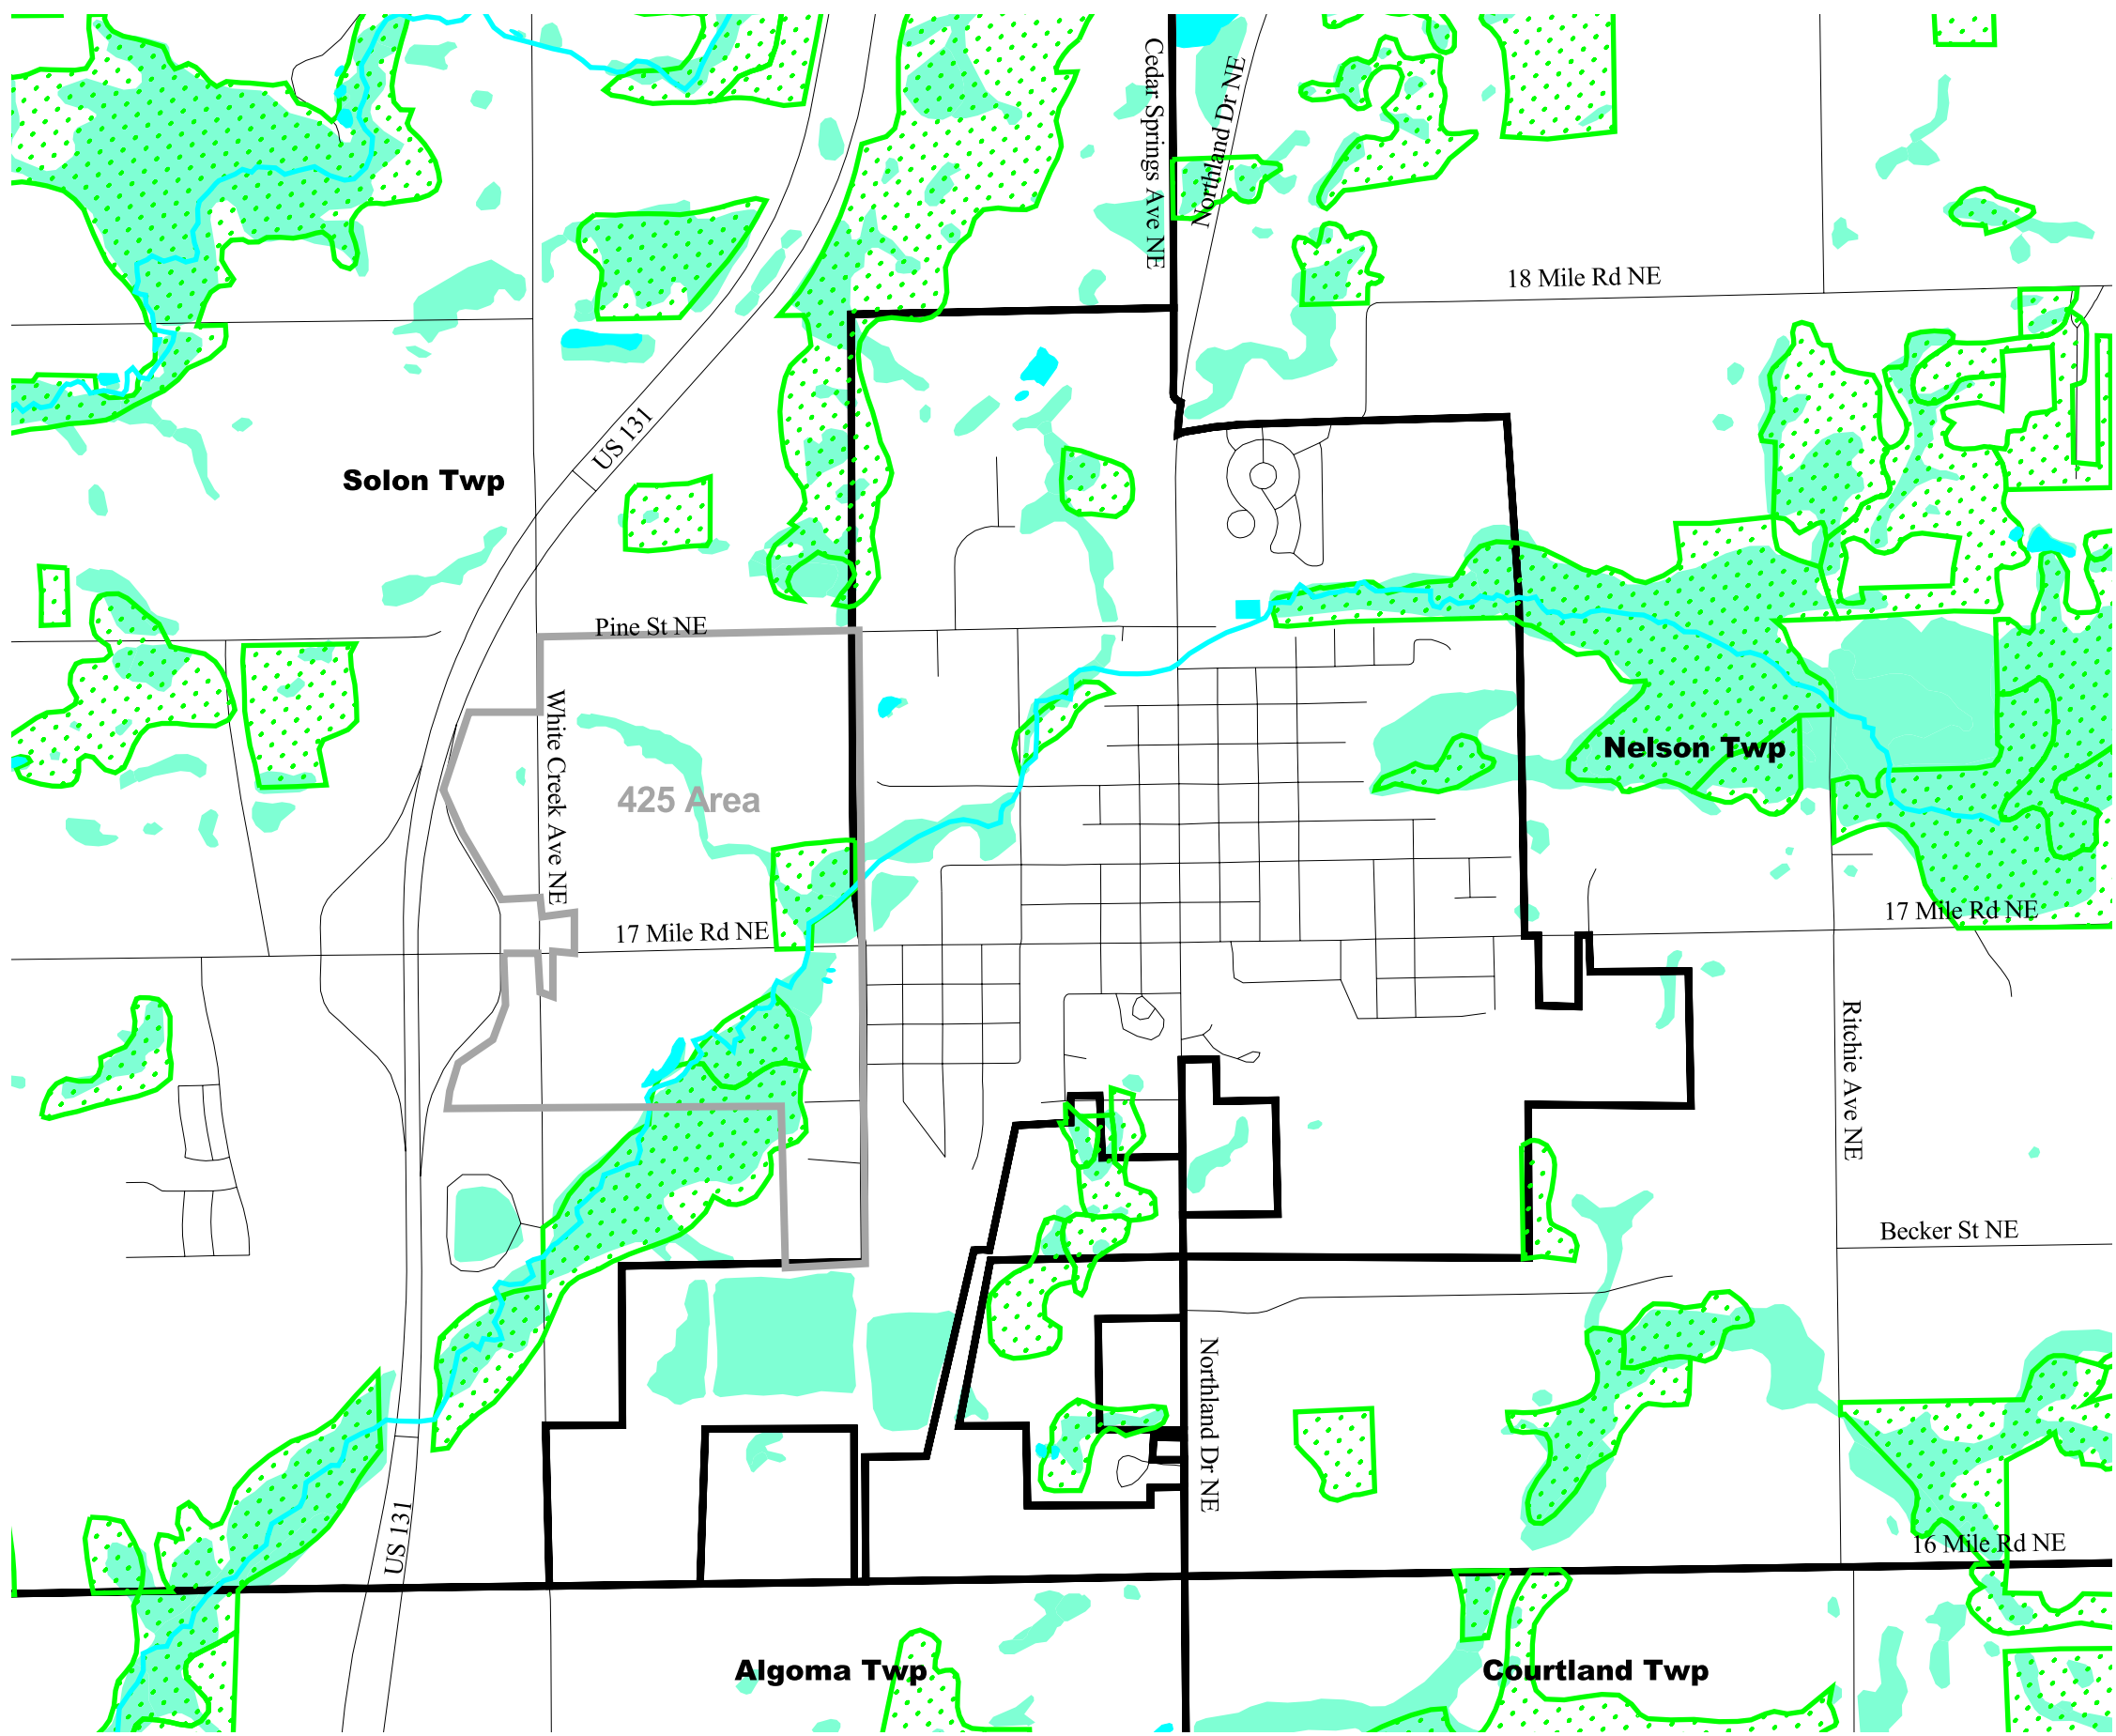 Cedar Springs Ave NE
Northland Dr NE
18 Mile Rd NE
US 131
Solon Twp
Pine St NE
White Creek Ave NE
Nelson Twp
425 Area
17 Mile Rd NE
17 Mile Rd NE
Ritchie Ave NE
Becker St NE
Northland Dr NE
US 131
16 Mile Rd NE
Algoma Twp
Courtland Twp